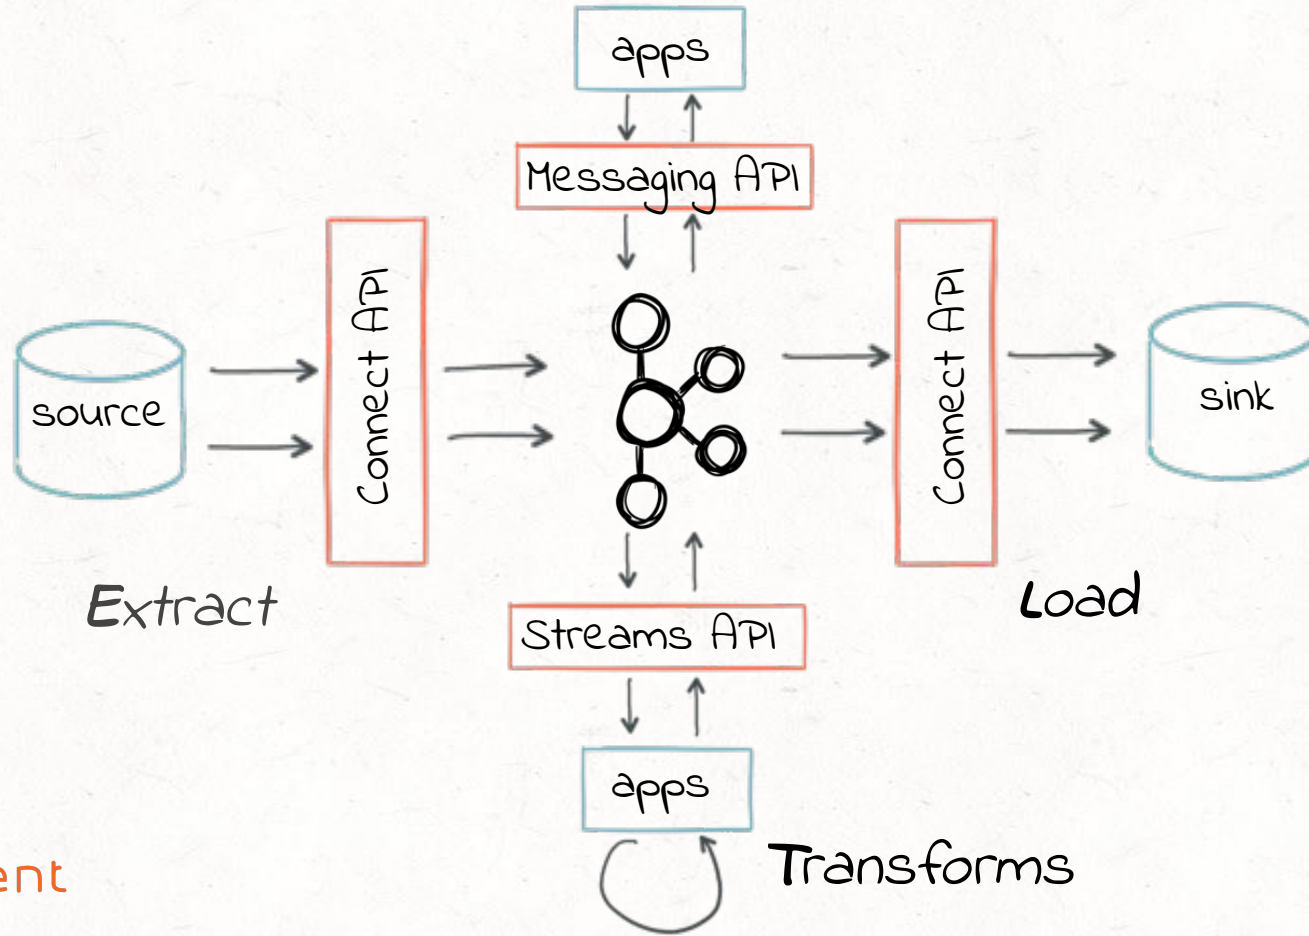 apps
Messaging API
Connect API
Connect API
source
sink
Extract
Load
Streams API
apps
Transforms
ent